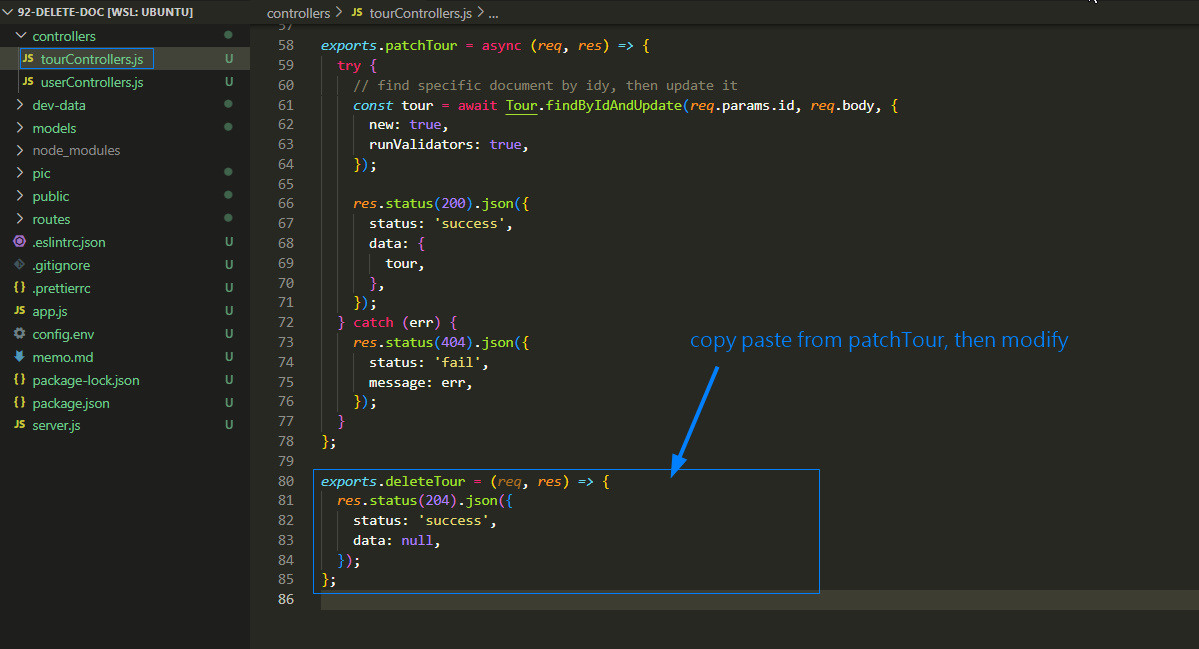 92-DELETE-DOC [WSL: UBUNTU]
controllers
JS tourControllers.js U
JS userControllers.js U
dev-data
models
node_modules
pic
public
routes
.eslintrc.json U
.gitignore U
{} .prettierrc U
JS app.js U
config.env U
memo.md U
{} package-lock.json U
{} package.json U
JS server.js U
controllers > JS tourControllers.js > ...
57
58 exports.patchTour = async (req, res) => {
59 try {
60 // find specific document by idy, then update it
61 const tour = await Tour.findByIdAndUpdate(req.params.id, req.body, {
62 new: true,
63 runValidators: true,
64 });
65
66 res.status(200).json({
67 status: 'success',
68 data: {
69 tour,
70 },
71 });
72 } catch (err) {
73 res.status(404).json({
74 status: 'fail',
75 message: err,
76 });
77 }
78 };
79
80 exports.deleteTour = (req, res) => {
81 res.status(204).json({
82 status: 'success',
83 data: null,
84 });
85 };
86
copy paste from patchTour, then modify